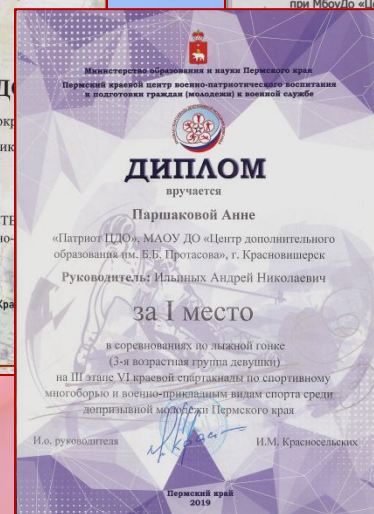 при МбоуДо «Це
Министерство образования и науки Пермского края
Пермский краевой центр военно-патриотического воспитания
и подготовки граждан (молодежи) к военной службе
ДИПЛОМ
вручается
Паршаковой Анне
«Патриот ЦДО», МАОУ ДО «Центр дополнительного
образования им. Б.Б. Протасова», г. Красновишерск
Руководитель: Ильиных Андрей Николаевич
за I место
в соревнованиях по лыжной гонке
(3-я возрастная группа девушки)
на III этапе VI краевой спартакиады по спортивному
многоборью и военно-прикладным видам спорта среди
допризывной молодежи Пермского края
И.о. руководителя
И.М. Красносельских
Пермский край
2019